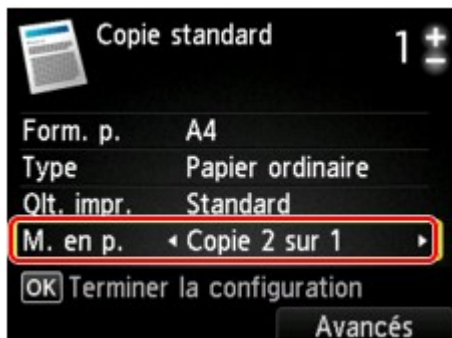 Copie standard 1
Form. p. A4
Type Papier ordinaire
Qlt. impr. Standard
M. en p. Copie 2 sur 1
OK Terminer la configuration
Avancés